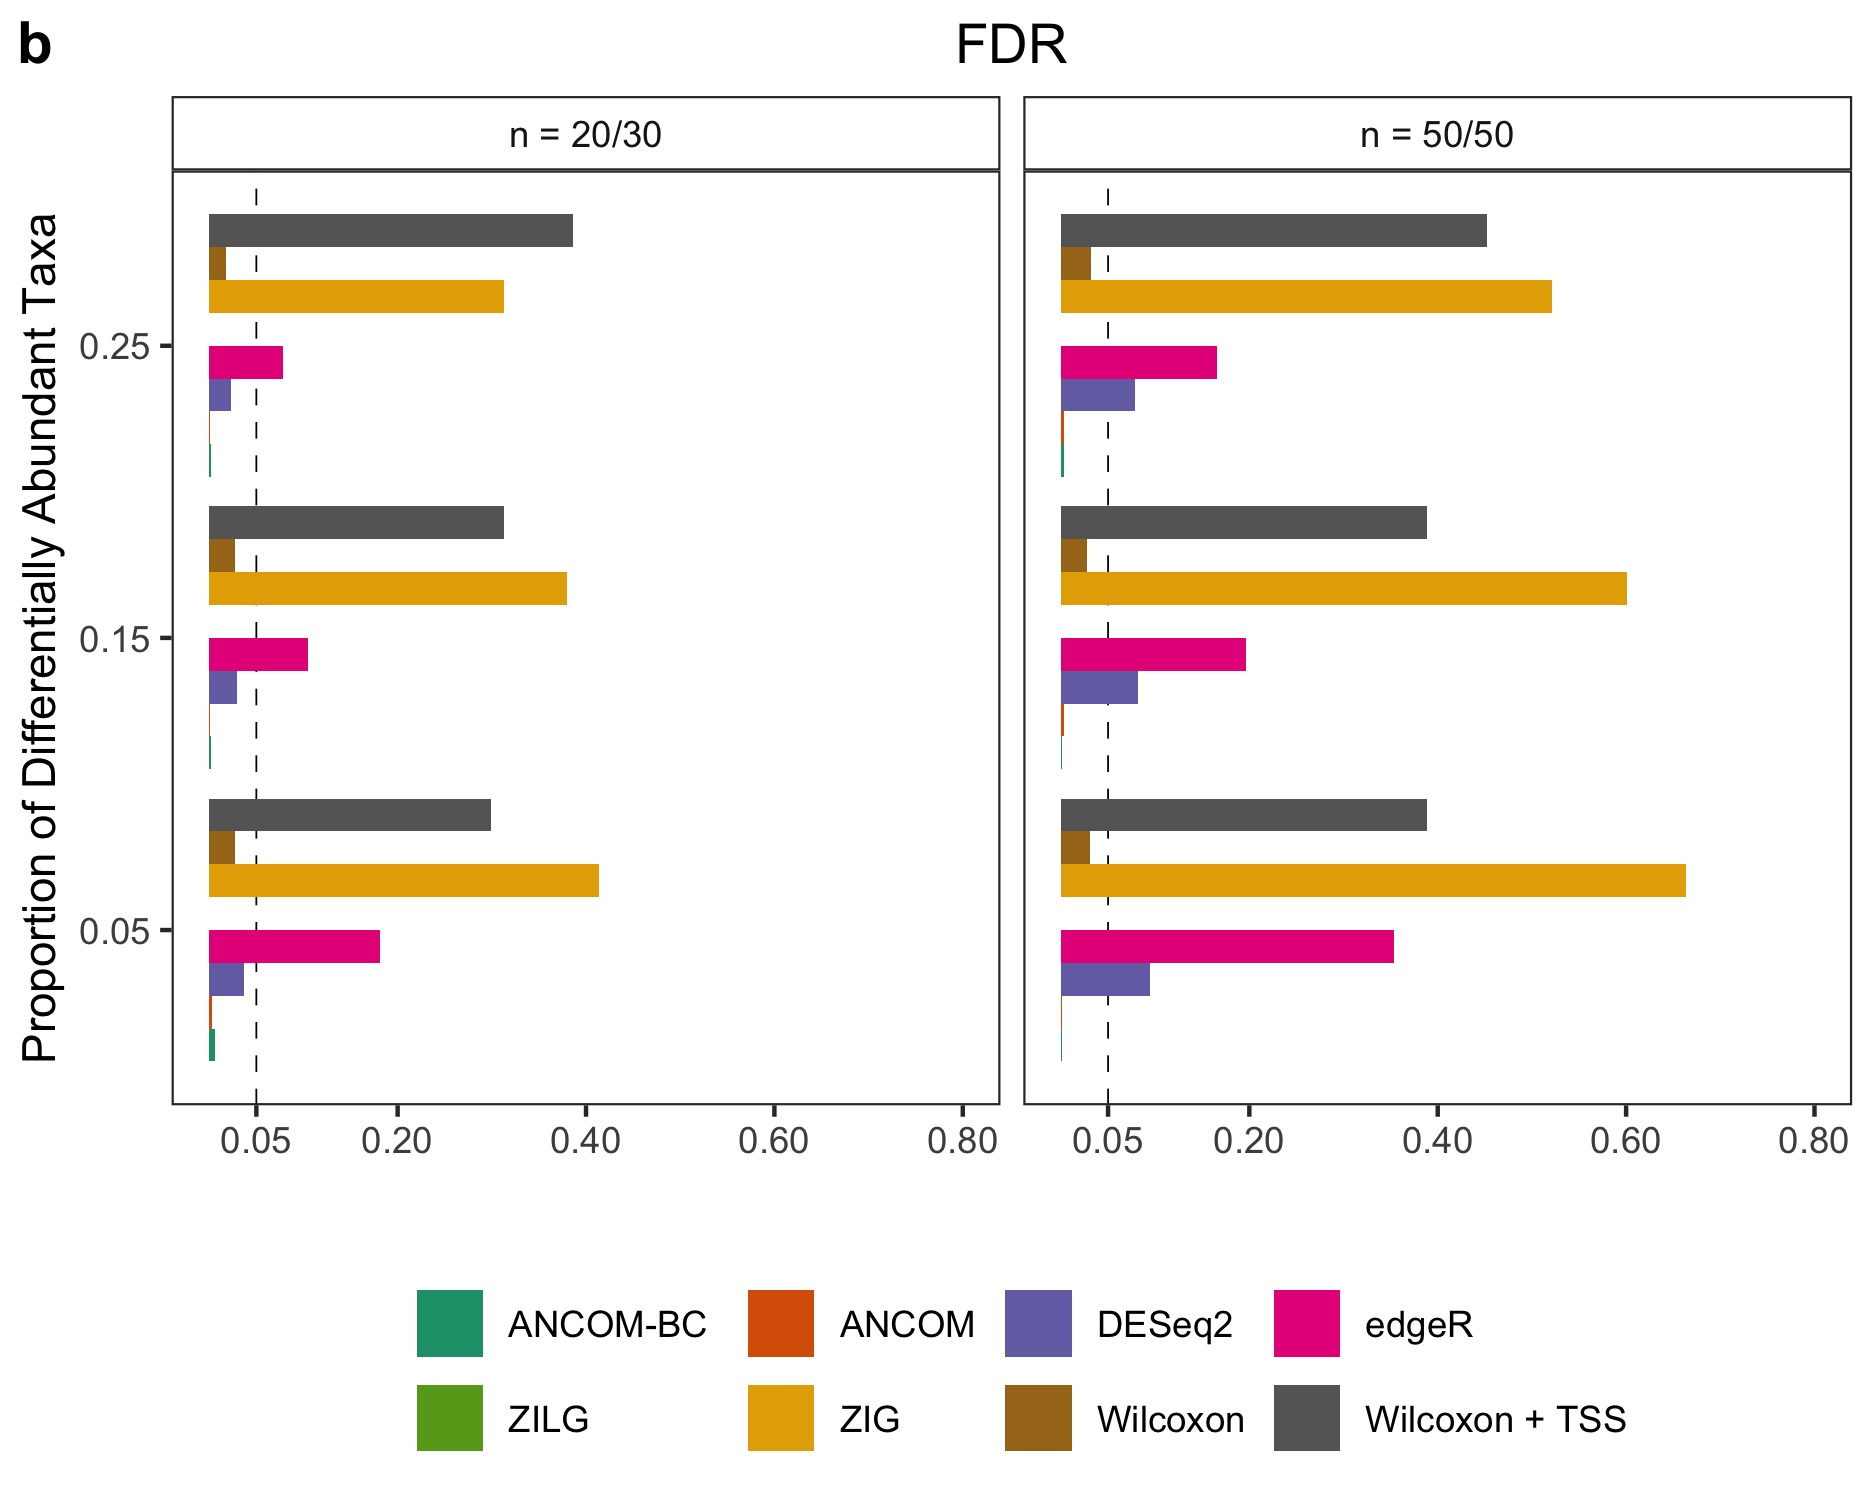 b
FDR
n = 20/30
n = 50/50
Proportion of Differentially Abundant Taxa
0.25
0.15
0.05
0.05 0.20 0.40 0.60 0.80
0.05 0.20 0.40 0.60 0.80
ANCOM-BC ANCOM DESeq2 edgeR
ZILG ZIG Wilcoxon Wilcoxon + TSS